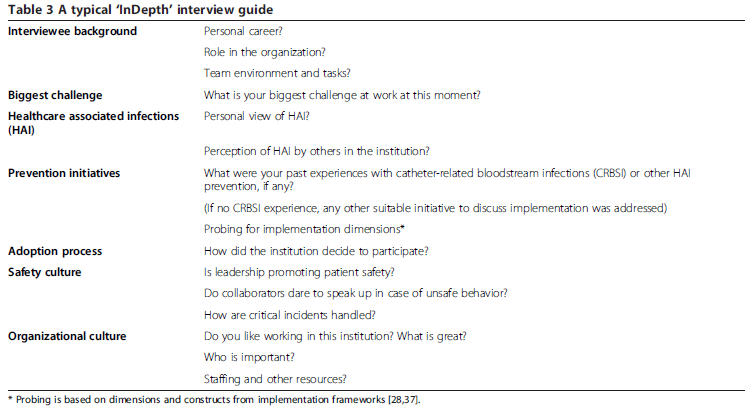 Table 3 A typical ‘InDepth’ interview guide
Interviewee background Personal career?
Role in the organization?
Team environment and tasks?
Biggest challenge What is your biggest challenge at work at this moment?
Healthcare associated infections Personal view of HAI?
(HAI)
Perception of HAI by others in the institution?
Prevention initiatives What were your past experiences with catheter-related bloodstream infections (CRBSI) or other HAI
prevention, if any?
(If no CRBSI experience, any other suitable initiative to discuss implementation was addressed)
Probing for implementation dimensions*
Adoption process How did the institution decide to participate?
Safety culture Is leadership promoting patient safety?
Do collaborators dare to speak up in case of unsafe behavior?
How are critical incidents handled?
Organizational culture Do you like working in this institution? What is great?
Who is important?
Staffing and other resources?
* Probing is based on dimensions and constructs from implementation frameworks [28,37].